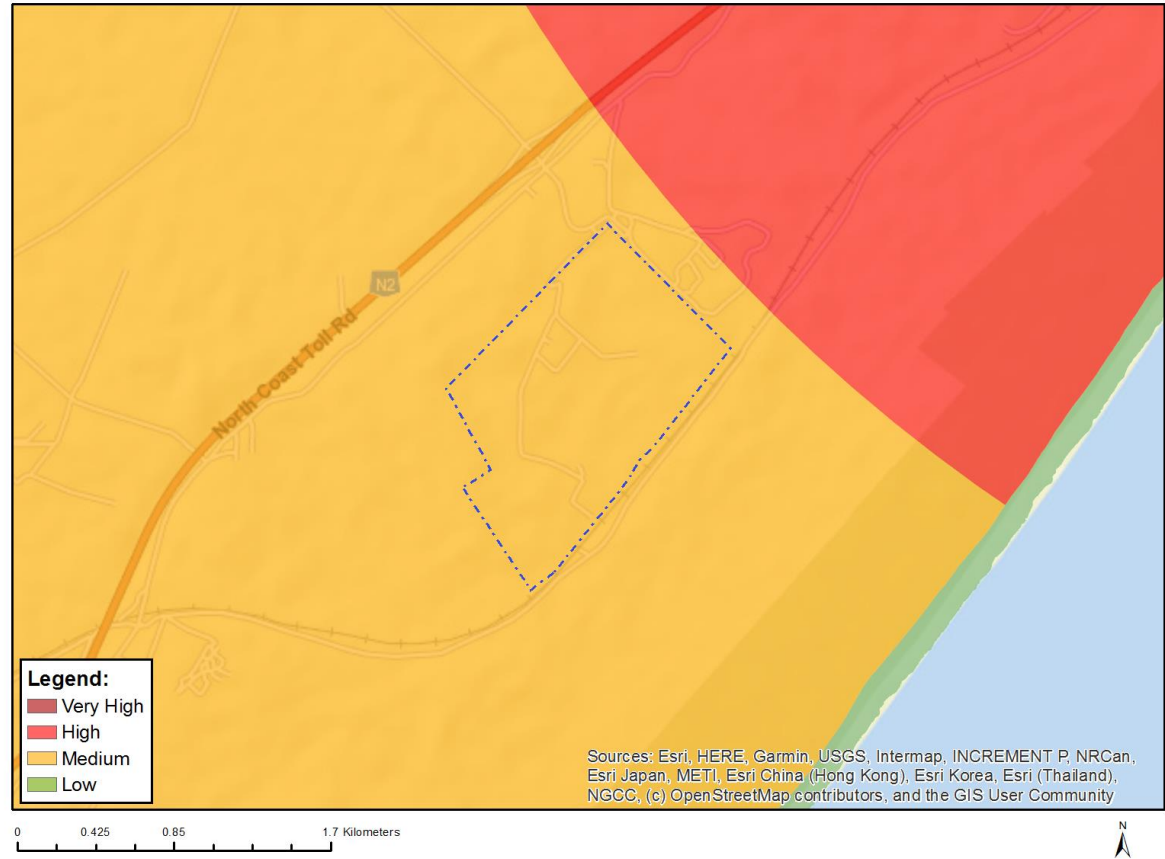 N2
North Coast Toll Rd
Legend:
Very High
High
Medium
Low
Sources: Esri, HERE, Garmin, USGS, Intermap, INCREMENT P, NRCan,
Esri Japan, METI, Esri China (Hong Kong), Esri Korea, Esri (Thailand),
NGCC, (c) OpenStreetMap contributors, and the GIS User Community
0 0.425 0.85 1.7 Kilometers
N